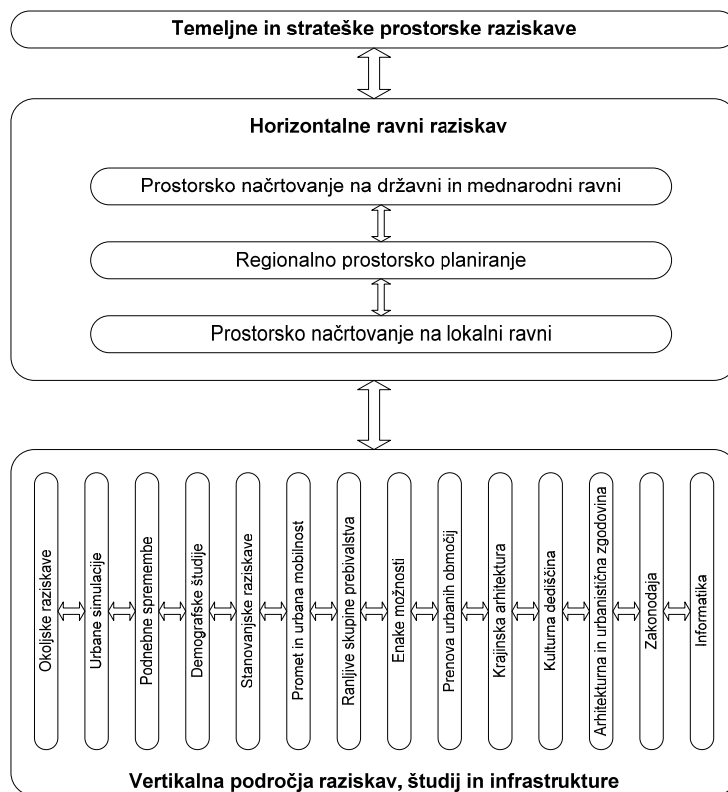 Temeljne in strateške prostorske raziskave
Horizontalne ravni raziskav
Prostorsko načrtovanje na državni in mednarodni ravni
Regionalno prostorsko planiranje
Prostorsko načrtovanje na lokalni ravni
Okoljske raziskave
Urbane simulacije
Podnebne spremembe
Demografske študije
Stanovanjske raziskave
Promet in urbana mobilnost
Ranljive skupine prebivalstva
Enake možnosti
Prenova urbanih območij
Krajinska arhitektura
Kulturna dediščina
Arhitekturna in urbanistična zgodovina
Zakonodaja
Informatika
Vertikalna področja raziskav, študij in infrastrukture